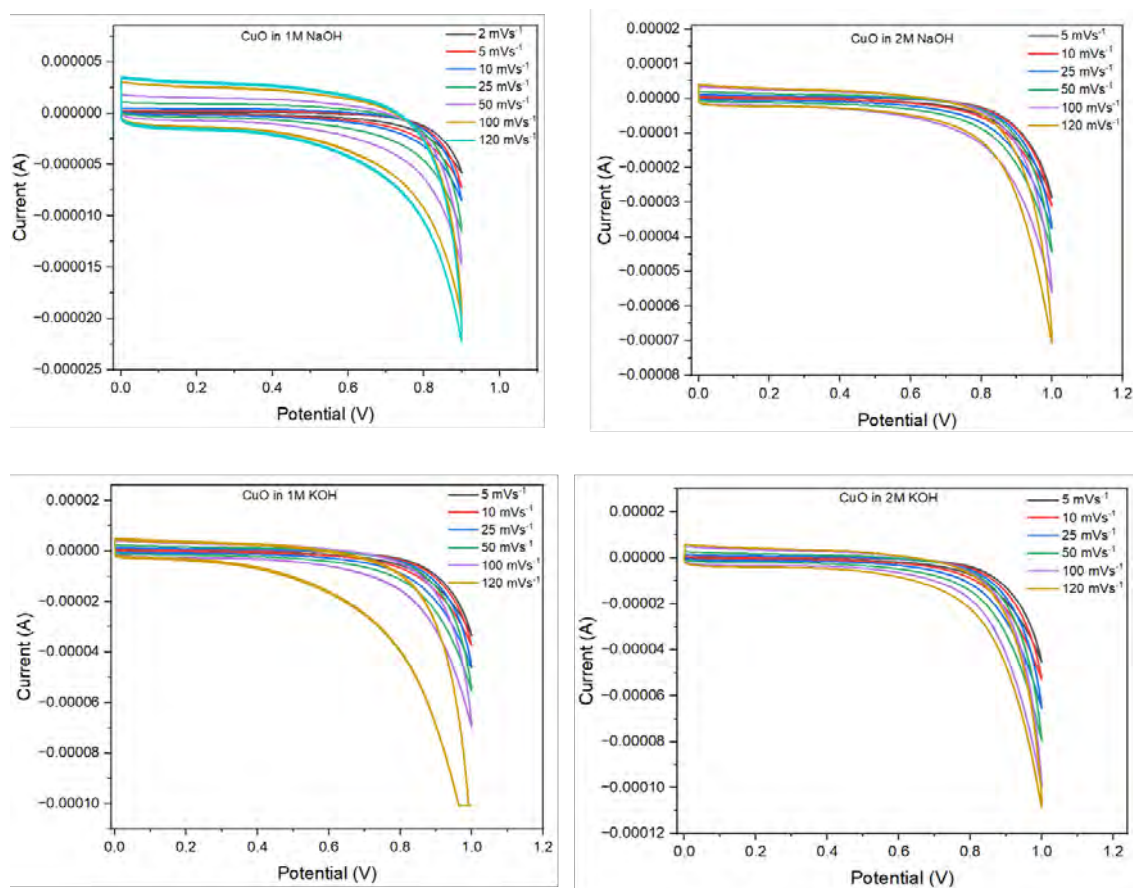 CuO in 1M NaOH
2 mVs⁻¹
5 mVs⁻¹
10 mVs⁻¹
25 mVs⁻¹
50 mVs⁻¹
100 mVs⁻¹
120 mVs⁻¹
Current (A)
0.000005
0.000000
−0.000005
−0.000010
−0.000015
−0.000020
−0.000025
0.0 0.2 0.4 0.6 0.8 1.0
Potential (V)
CuO in 2M NaOH
5 mVs⁻¹
10 mVs⁻¹
25 mVs⁻¹
50 mVs⁻¹
100 mVs⁻¹
120 mVs⁻¹
Current (A)
0.00002
0.00001
0.00000
−0.00001
−0.00002
−0.00003
−0.00004
−0.00005
−0.00006
−0.00007
−0.00008
0.0 0.2 0.4 0.6 0.8 1.0 1.2
Potential (V)
CuO in 1M KOH
5 mVs⁻¹
10 mVs⁻¹
25 mVs⁻¹
50 mVs⁻¹
100 mVs⁻¹
120 mVs⁻¹
Current (A)
0.00002
0.00000
−0.00002
−0.00004
−0.00006
−0.00008
−0.00010
0.0 0.2 0.4 0.6 0.8 1.0 1.2
Potential (V)
CuO in 2M KOH
5 mVs⁻¹
10 mVs⁻¹
25 mVs⁻¹
50 mVs⁻¹
100 mVs⁻¹
120 mVs⁻¹
Current (A)
0.00002
0.00000
−0.00002
−0.00004
−0.00006
−0.00008
−0.00010
−0.00012
0.0 0.2 0.4 0.6 0.8 1.0 1.2
Potential (V)